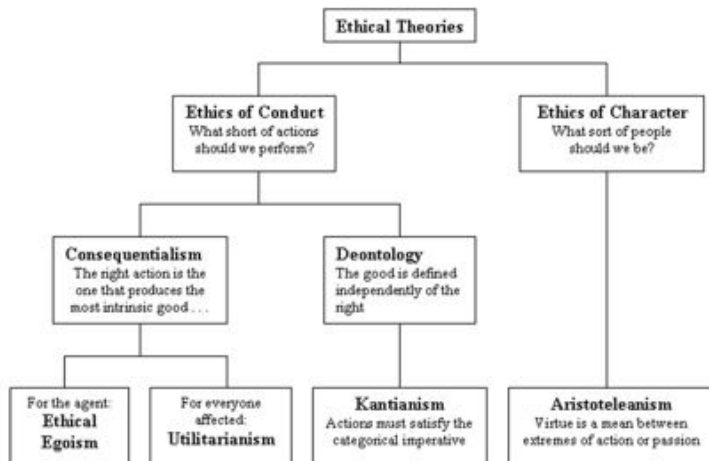 Ethical Theories
Ethics of Conduct
What short of actions
should we perform?
Ethics of Character
What sort of people
should we be?
Consequentialism
The right action is the
one that produces the
most intrinsic good . . .
Deontology
The good is defined
independently of the
right
For the agent:
Ethical
Egoism
For everyone
affected:
Utilitarianism
Kantianism
Actions must satisfy the
categorical imperative
Aristoteleanism
Virtue is a mean between
extremes of action or passion